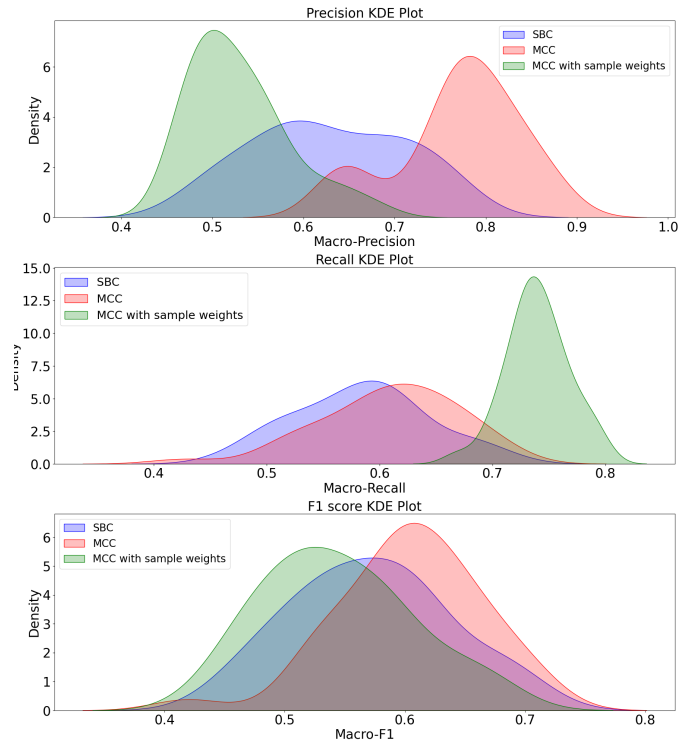 Precision KDE Plot
SBC
MCC
MCC with sample weights
Density
6
4
2
0
0.4 0.5 0.6 0.7 0.8 0.9 1.0
Macro-Precision
Recall KDE Plot
15.0
SBC
MCC
MCC with sample weights
12.5
10.0
7.5
Density
5.0
2.5
0.0
0.4 0.5 0.6 0.7 0.8
Macro-Recall
F1 score KDE Plot
SBC
MCC
MCC with sample weights
6
5
4
Density
3
2
1
0
0.4 0.5 0.6 0.7 0.8
Macro-F1